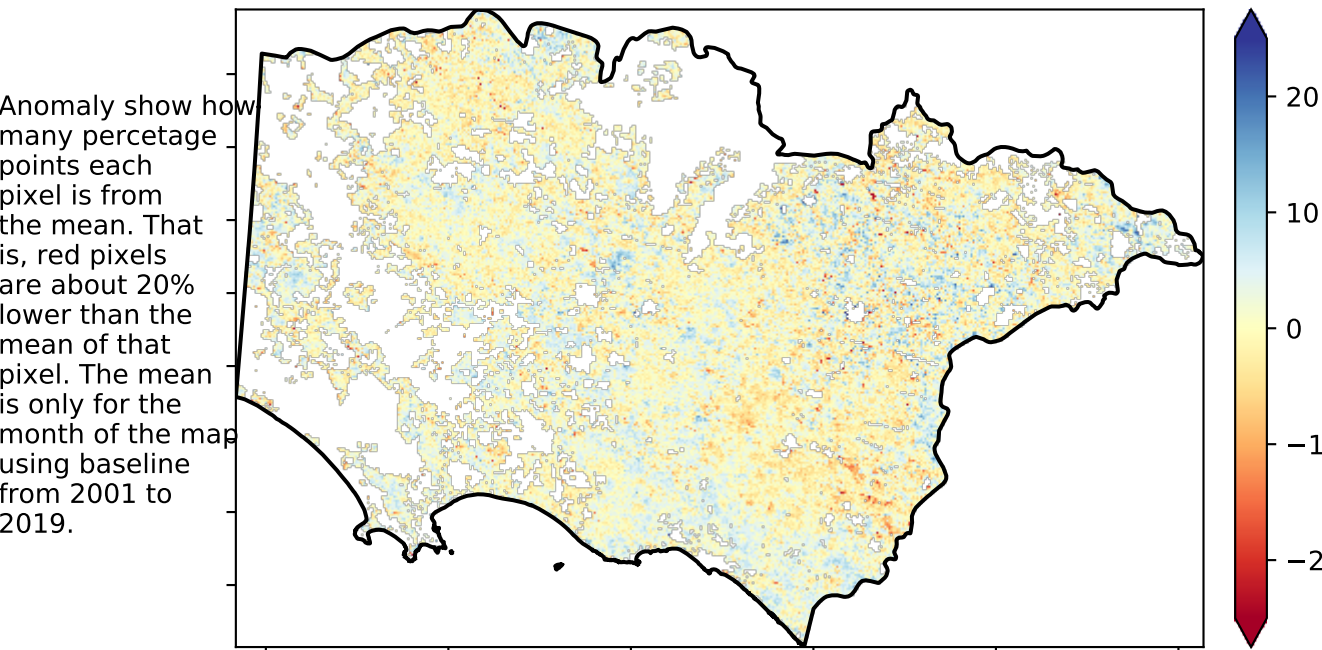 Anomaly show how
many percetage
points each
pixel is from
the mean. That
is, red pixels
are about 20%
lower than the
mean of that
pixel. The mean
is only for the
month of the map
using baseline
from 2001 to
2019.
20
10
0
−1
−2